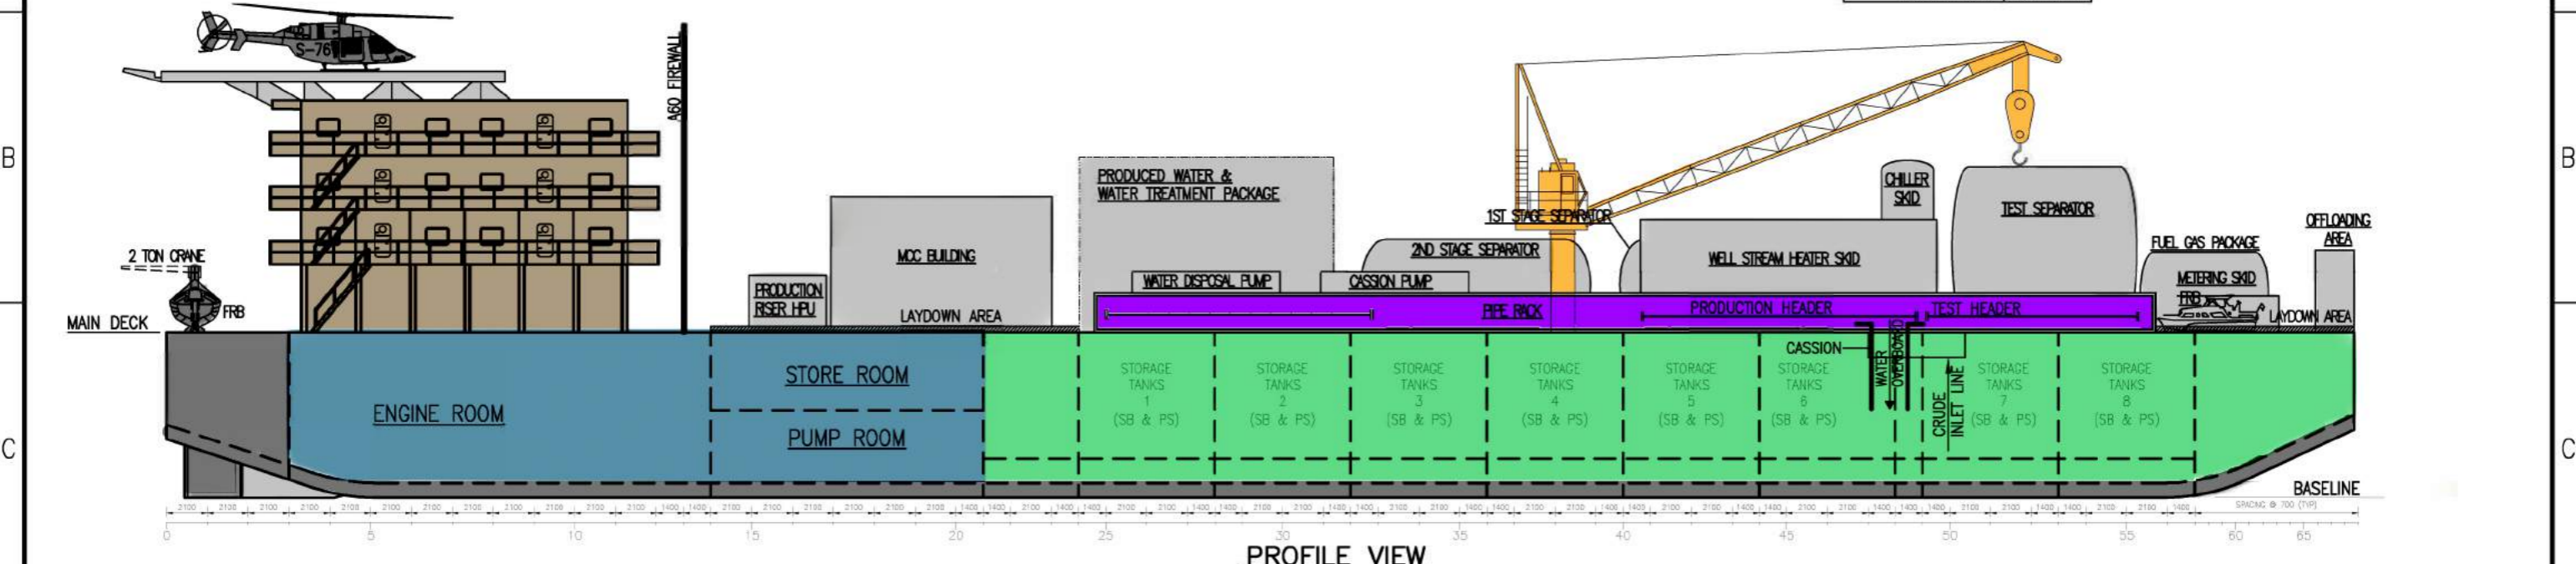 S-76
A60 FIREWALL
B
B
PRODUCED WATER &
WATER TREATMENT PACKAGE
CHILLER
SKID
TEST SEPARATOR
1ST STAGE SEPARATOR
OFFLOADING
AREA
2 TON CRANE
MCC BUILDING
2ND STAGE SEPARATOR
WELL STREAM HEATER SKID
FUEL GAS PACKAGE
PRODUCTION
RISER HPU
WATER DISPOSAL PUMP
CASSION PUMP
METERING SKID
FRB
FRB
MAIN DECK
LAYDOWN AREA
PIPE RACK
PRODUCTION HEADER
TEST HEADER
LAYDOWN AREA
CASSION
WATER
OVERBOARD
CRUDE
INLET LINE
STORE ROOM
ENGINE ROOM
PUMP ROOM
STORAGE
TANKS
1
(SB & PS)
STORAGE
TANKS
2
(SB & PS)
STORAGE
TANKS
3
(SB & PS)
STORAGE
TANKS
4
(SB & PS)
STORAGE
TANKS
5
(SB & PS)
STORAGE
TANKS
6
(SB & PS)
STORAGE
TANKS
7
(SB & PS)
STORAGE
TANKS
8
(SB & PS)
C
C
BASELINE
SPACING @ 700 (TYP)
0 5 10 15 20 25 30 35 40 45 50 55 60 65
PROFILE VIEW